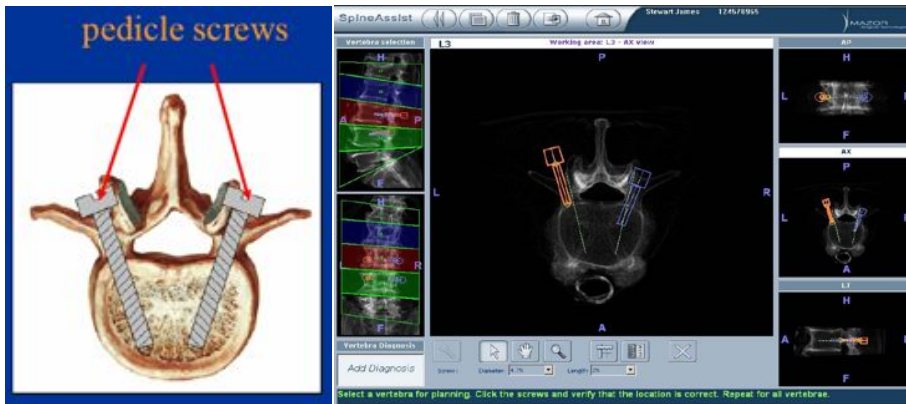 pedicle screws
SpineAssist
Stewart James 124578955
MAZOR
Vertebra selection
L3
Working area: L3 - AX view
AP
H
A
P
F
H
L
R
F
P
L
R
A
H
L
F
AX
P
L
A
LT
H
A
F
Vertebra Diagnosis
Add Diagnosis
Screw:
Diameter:
Length:
Select a vertebra for planning. Click the screws and verify that the location is correct. Repeat for all vertebrae.